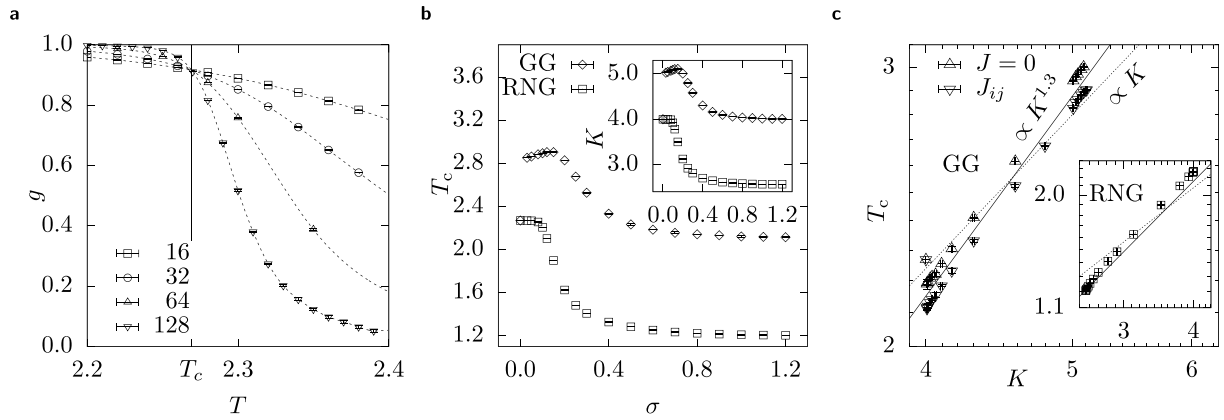 a
1.0
0.8
0.6
0.4
0.2
0.0
g
16
32
64
128
2.2
T_c
2.3
2.4
T
b
3.6
3.2
2.8
2.4
2.0
1.6
1.2
T_c
GG
RNG
5.0
4.0
3.0
K
0.0 0.4 0.8 1.2
0.0 0.4 0.8 1.2
σ
c
3
2
T_c
J = 0
J_{ij}
∝ K^{1.3}
∝ K
GG
RNG
2.0
1.1
3 4
4 5 6
K